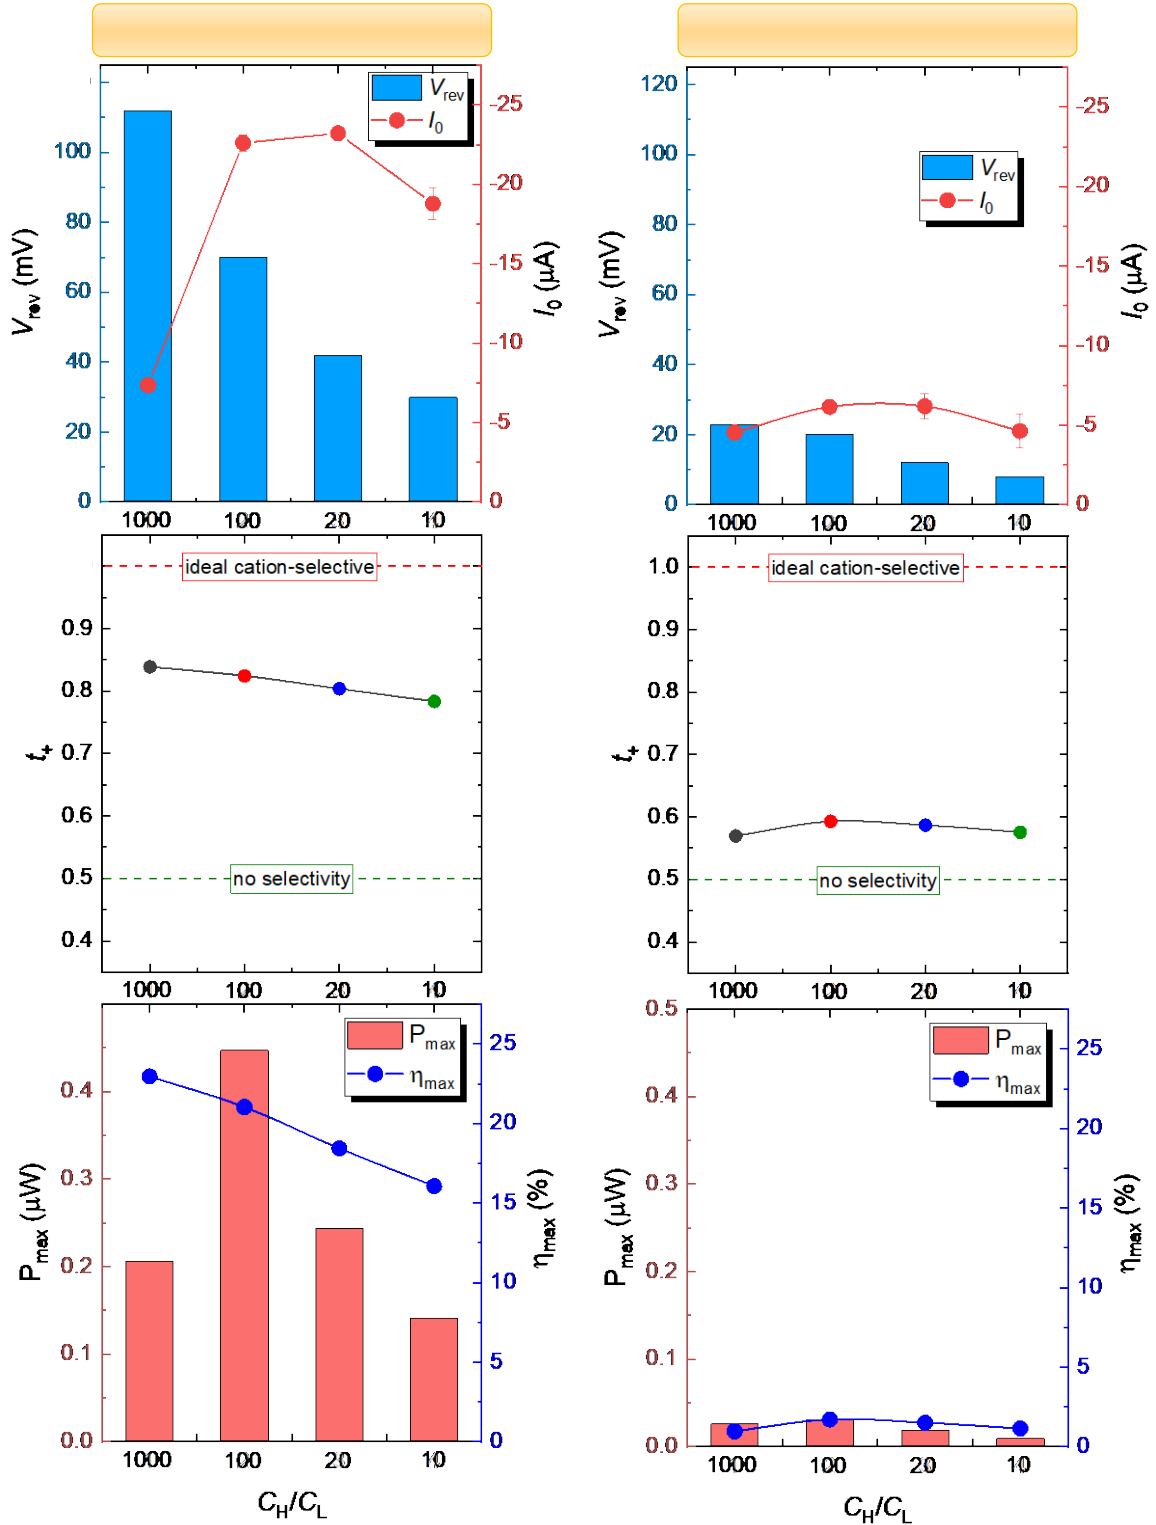 V_rev
I_0
100
80
60
40
20
0
V_rev (mV)
-25
-20
-15
-10
-5
0
I_0 (μA)
1000 100 20 10
V_rev
I_0
120
100
80
60
40
20
0
V_rev (mV)
-25
-20
-15
-10
-5
0
I_0 (μA)
1000 100 20 10
ideal cation-selective
0.9
0.8
0.7
0.6
0.5
0.4
t_+
no selectivity
1000 100 20 10
ideal cation-selective
1.0
0.9
0.8
0.7
0.6
0.5
0.4
t_+
no selectivity
1000 100 20 10
P_max
η_max
0.4
0.3
0.2
0.1
0.0
P_max (μW)
25
20
15
10
5
0
η_max (%)
1000 100 20 10
C_H/C_L
P_max
η_max
0.5
0.4
0.3
0.2
0.1
0.0
P_max (μW)
25
20
15
10
5
0
η_max (%)
1000 100 20 10
C_H/C_L